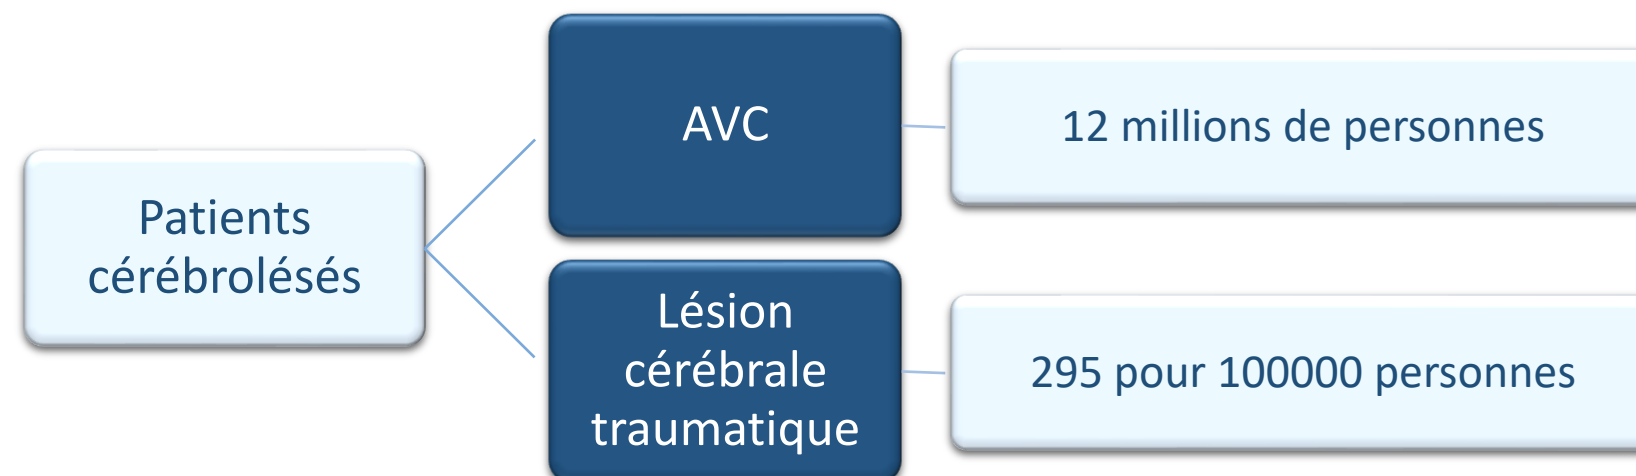 Patients
cérébrolésés
AVC
12 millions de personnes
Lésion
cérébrale
traumatique
295 pour 100000 personnes